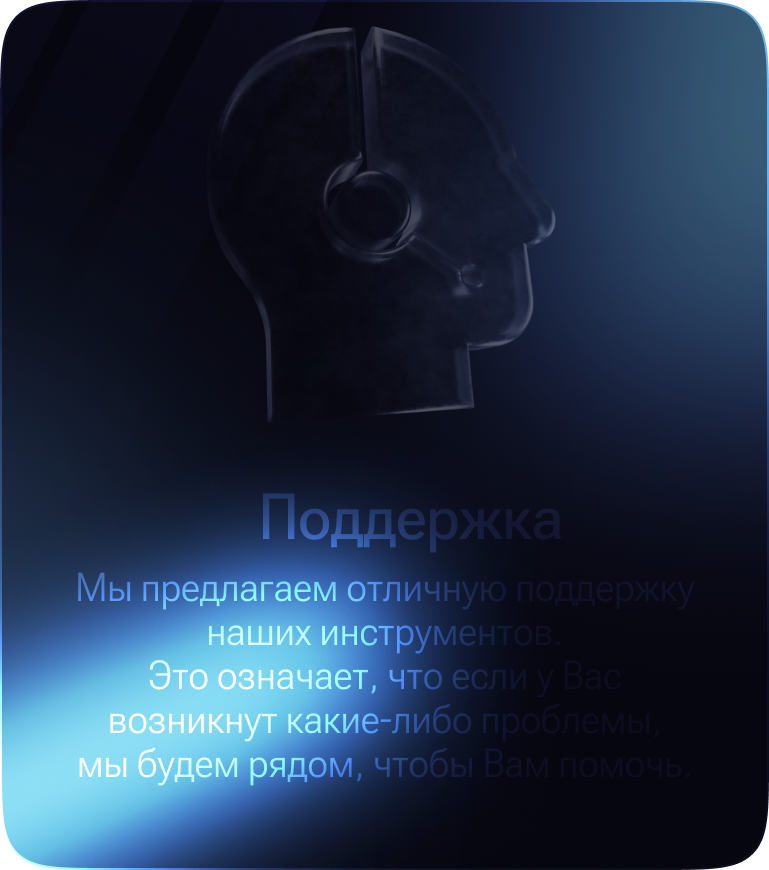 Поддержка
Мы предлагаем отличную поддержку
наших инструментов.
Это означает, что если у Вас
возникнут какие-либо проблемы,
мы будем рядом, чтобы Вам помочь.